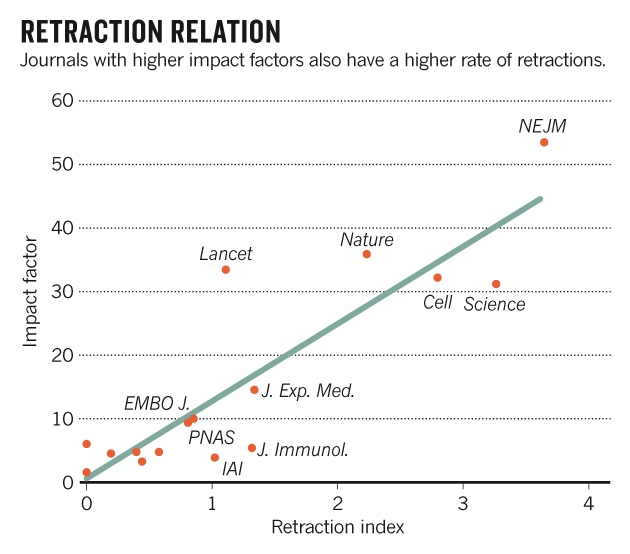 RETRACTION RELATION
Journals with higher impact factors also have a higher rate of retractions.
60
NEJM
50
40
Nature
Lancet
Impact factor
30
Cell
Science
20
J. Exp. Med.
EMBO J.
10
PNAS
J. Immunol.
IAI
0
0
1
2
3
4
Retraction index